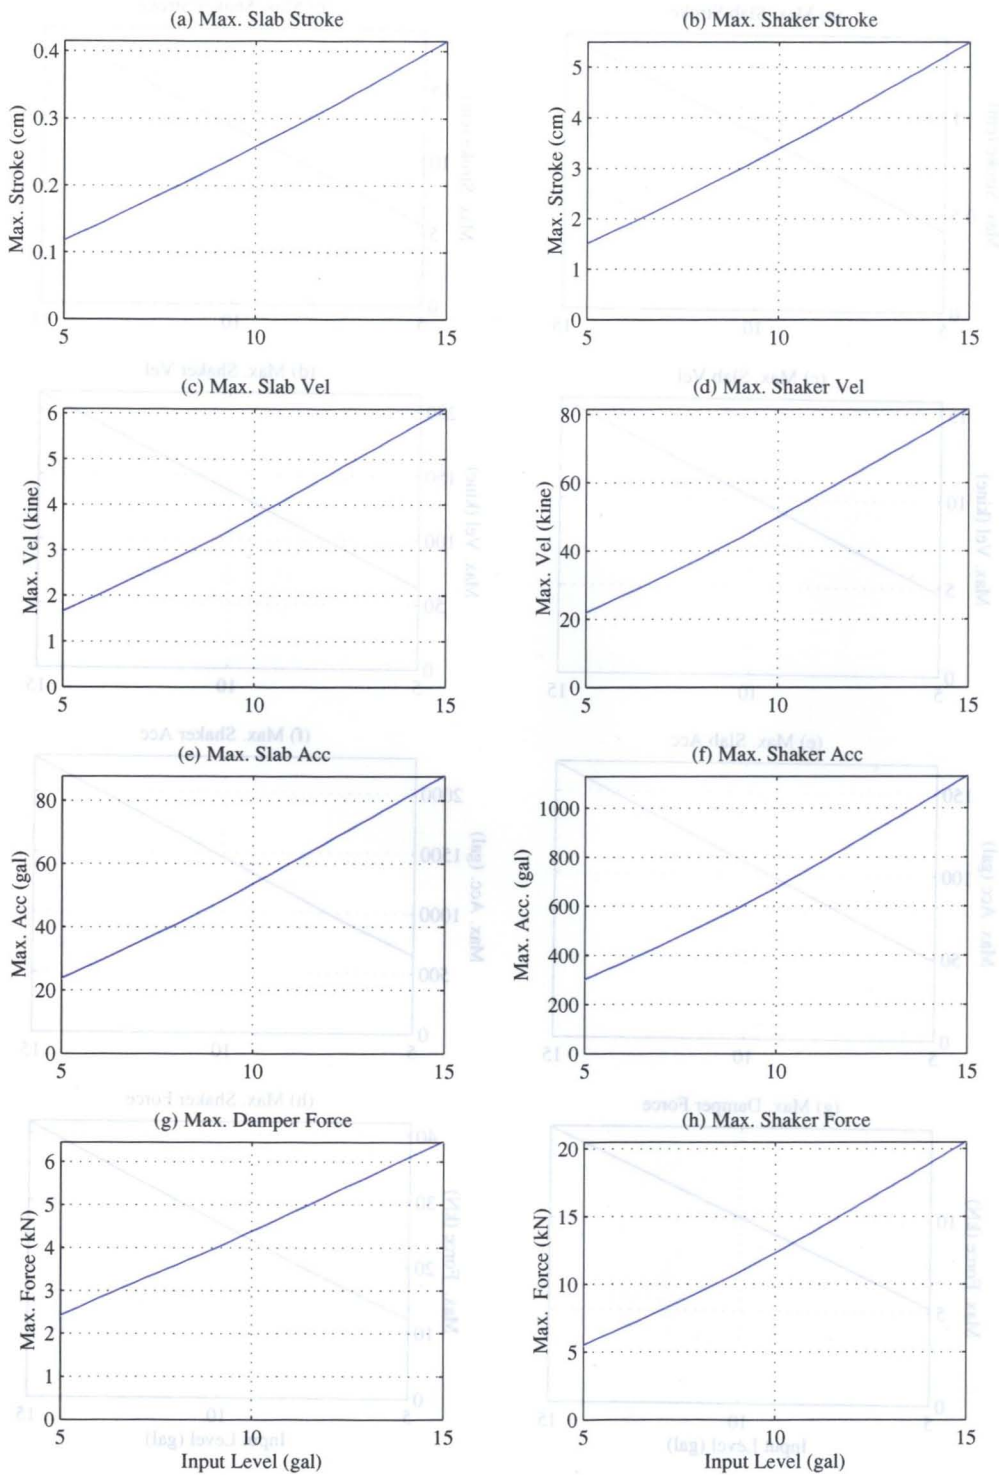 (a) Max. Slab Stroke
Max. Stroke (cm)
0.4
0.3
0.2
0.1
0
5 10 15
(b) Max. Shaker Stroke
Max. Stroke (cm)
5
4
3
2
1
0
5 10 15
(c) Max. Slab Vel
Max. Vel (kine)
6
5
4
3
2
1
0
5 10 15
(d) Max. Shaker Vel
Max. Vel (kine)
80
60
40
20
0
5 10 15
(e) Max. Slab Acc
Max. Acc (gal)
80
60
40
20
0
5 10 15
(f) Max. Shaker Acc
Max. Acc. (gal)
1000
800
600
400
200
0
5 10 15
(g) Max. Damper Force
Max. Force (kN)
6
5
4
3
2
1
0
5 10 15
Input Level (gal)
(h) Max. Shaker Force
Max. Force (kN)
20
15
10
5
0
5 10 15
Input Level (gal)